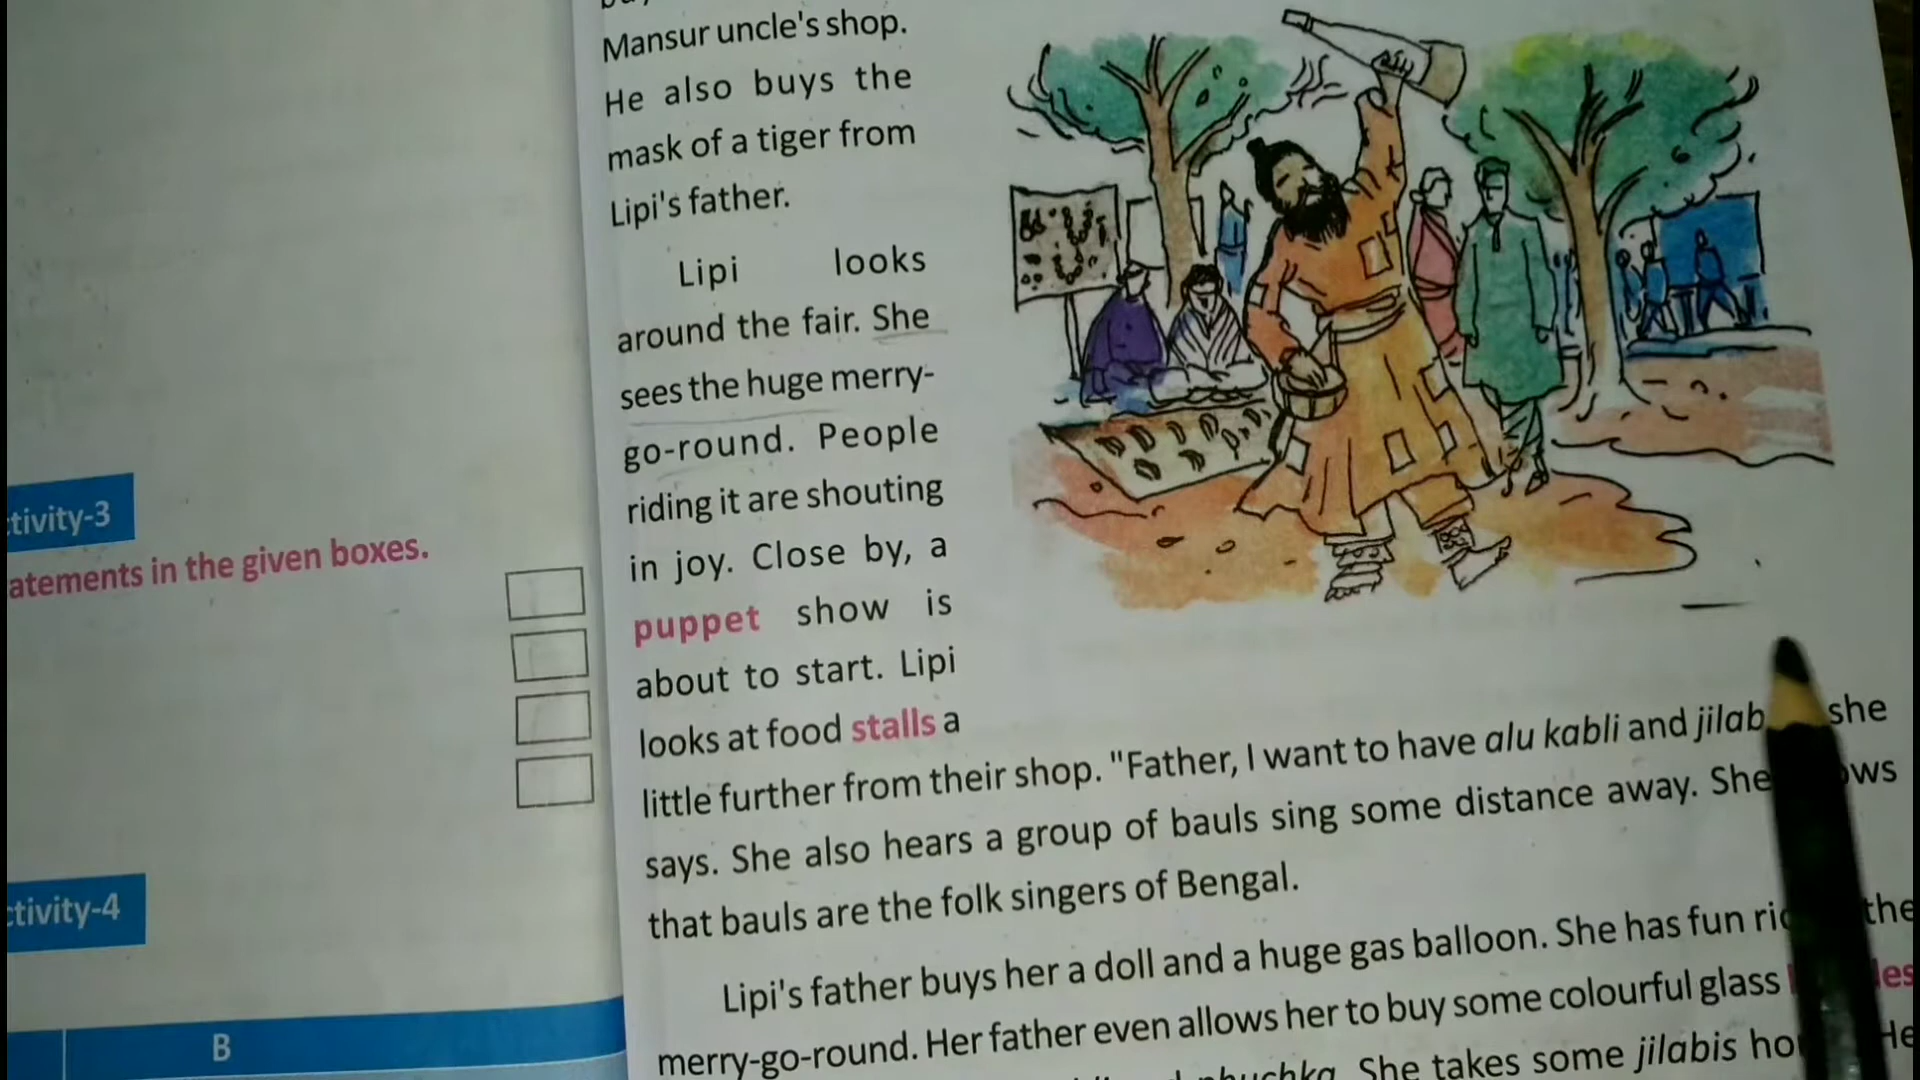 tivity-3
atements in the given boxes.
tivity-4
B
Mansur uncle's shop.
He also buys the
mask of a tiger from
Lipi's father.
Lipi looks
around the fair. She
sees the huge merry-
go-round. People
riding it are shouting
in joy. Close by, a
puppet show is
about to start. Lipi
looks at food stalls a
little further from their shop. "Father, I want to have alu kabli and jilab she
says. She also hears a group of bauls sing some distance away. She
that bauls are the folk singers of Bengal.
Lipi's father buys her a doll and a huge gas balloon. She has fun the
merry-go-round. Her father even allows her to buy some colourful glass
phuchka. She takes some jilabis He